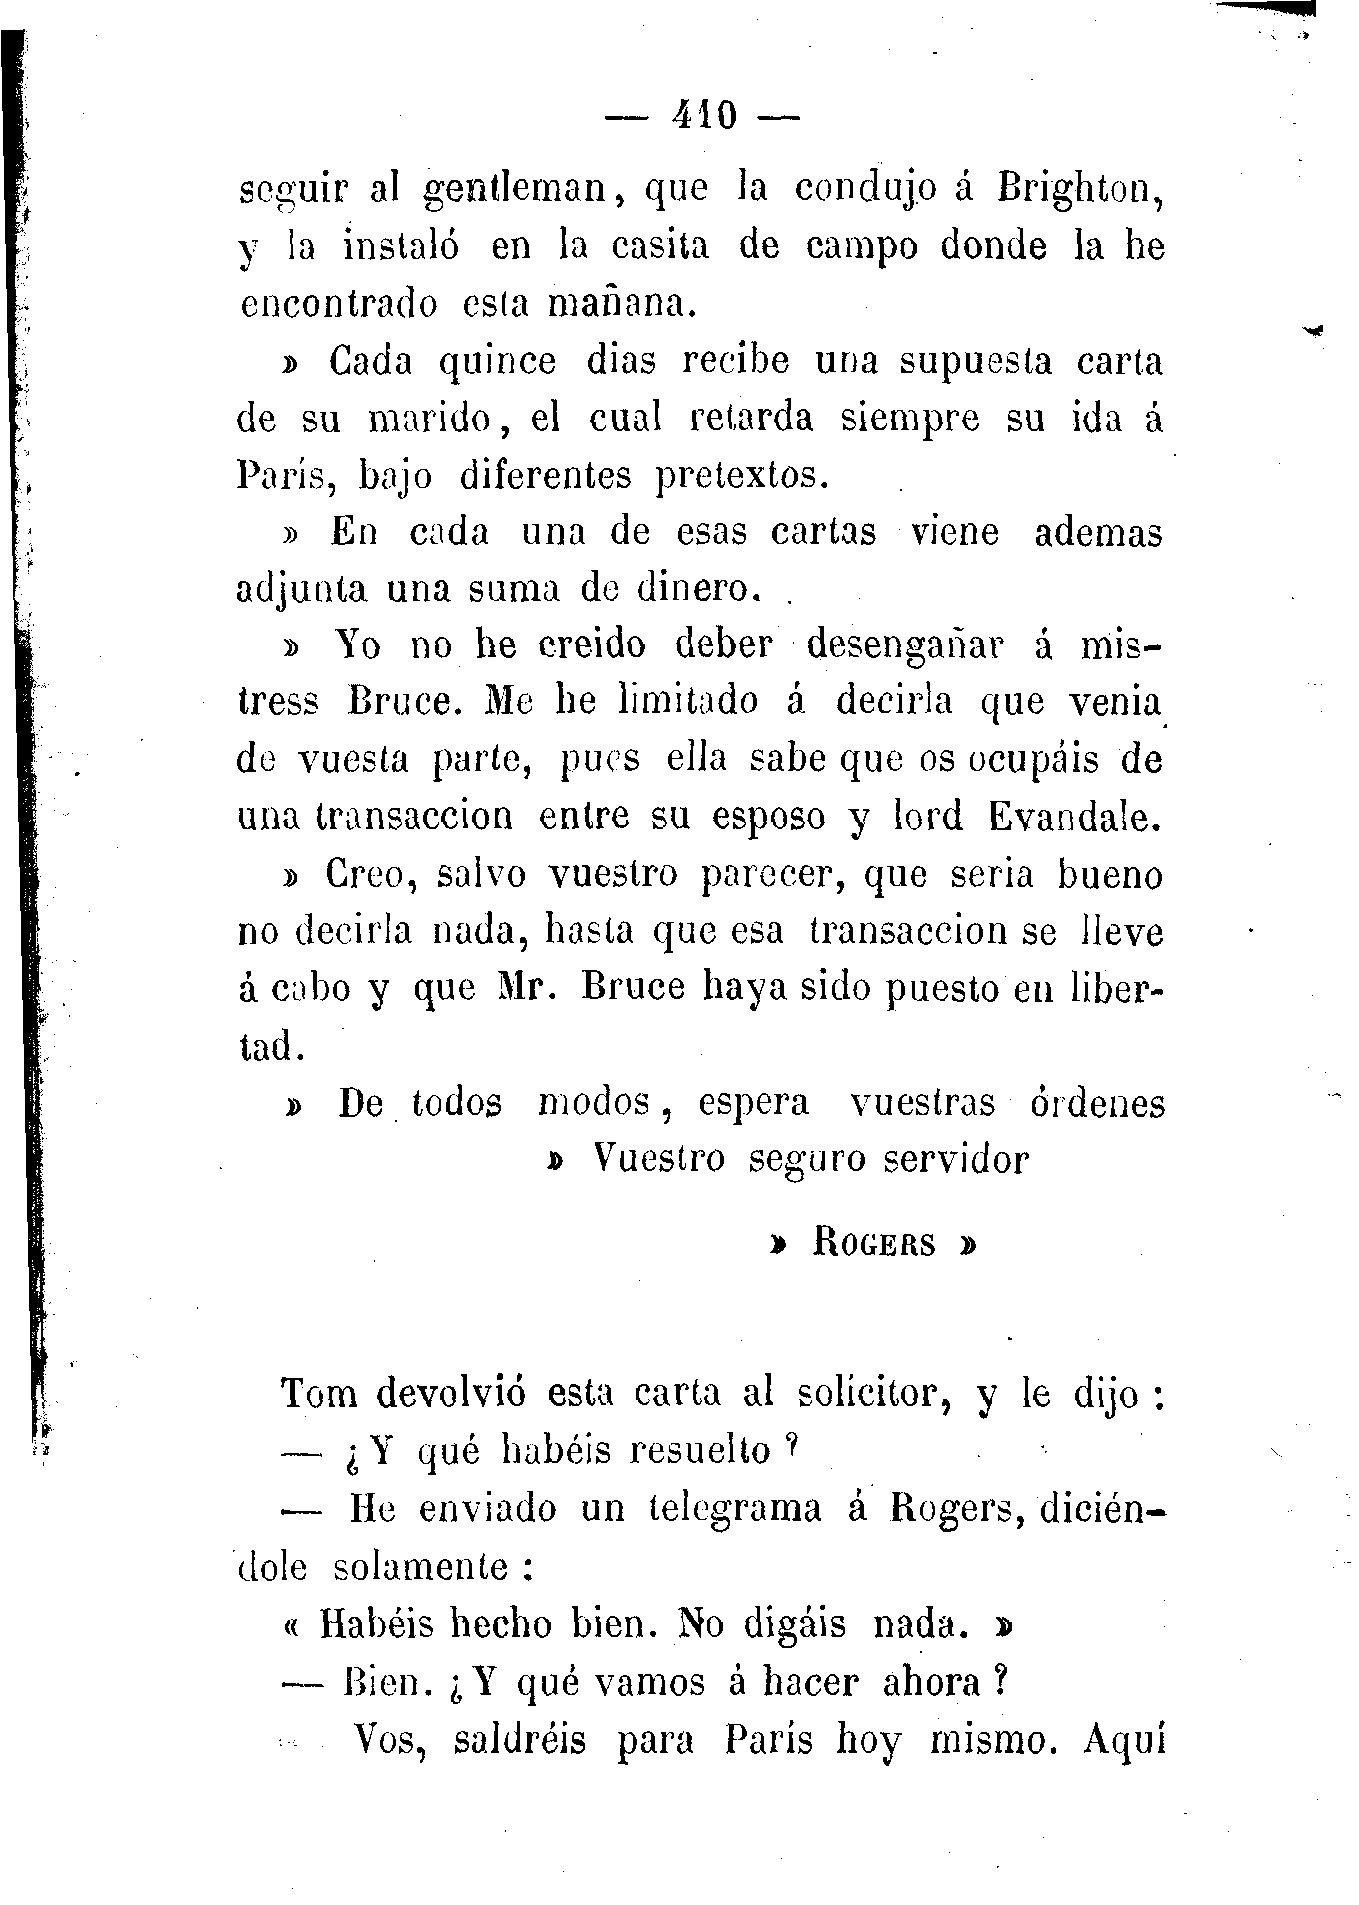 — 410 —
seguir al gentleman, que la condujo á Brighton,
y la instaló en la casita de campo donde la he
encontrado esta mañana.
» Cada quince dias recibe una supuesta carta
de su marido, el cual retarda siempre su ida á
París, bajo diferentes pretextos.
» En cada una de esas cartas viene ademas
adjunta una suma de dinero.
» Yo no he creido deber desengañar á mis-
tress Bruce. Me he limitado á decirla que venia
de vuesta parte, pues ella sabe que os ocupáis de
una transaccion entre su esposo y lord Evandale.
» Creo, salvo vuestro parecer, que seria bueno
no decirla nada, hasta que esa transaccion se lleve
á cabo y que Mr. Bruce haya sido puesto en liber-
tad.
» De todos modos, espera vuestras órdenes
» Vuestro seguro servidor
» ROGERS »
Tom devolvió esta carta al solícitor, y le dijo :
— ¿Y qué habéis resuelto ?
— He enviado un telegrama á Rogers, dicién-
dole solamente :
« Habéis hecho bien. No digáis nada. »
— Bien. ¿Y qué vamos á hacer ahora ?
Vos, saldréis para París hoy mismo. Aquí